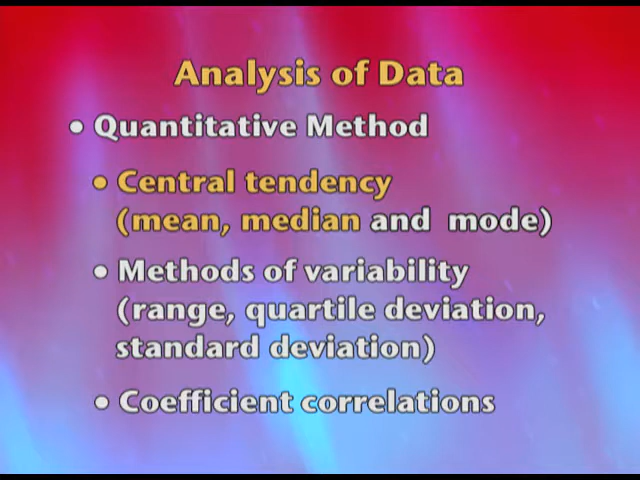 Analysis of Data
• Quantitative Method
• Central tendency
(mean, median and mode)
• Methods of variability
(range, quartile deviation,
standard deviation)
• Coefficient correlations